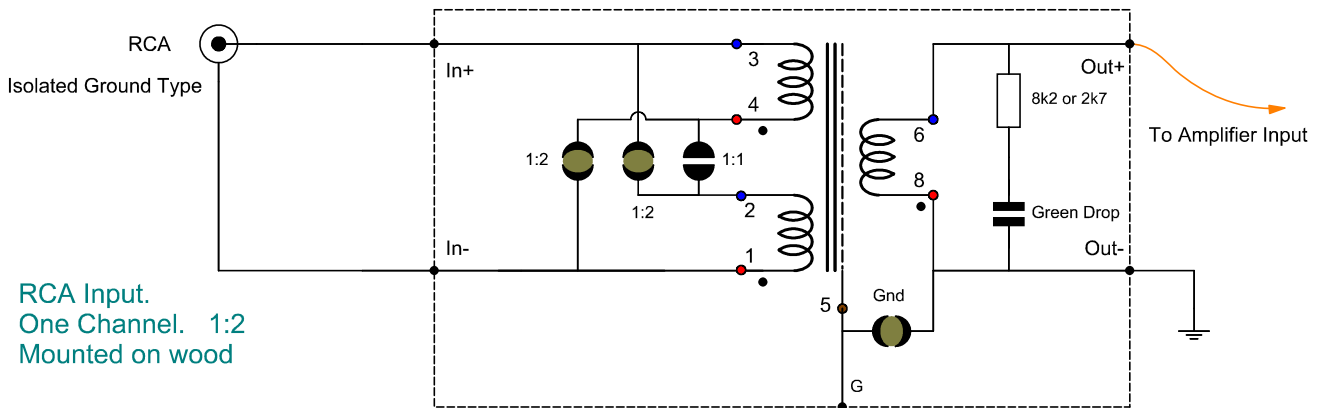 RCA
Isolated Ground Type
In+
3
4
1:2
1:1
1:2
2
In-
1
5
Gnd
G
6
8
Out+
8k2 or 2k7
To Amplifier Input
Green Drop
Out-
RCA Input.
One Channel. 1:2
Mounted on wood